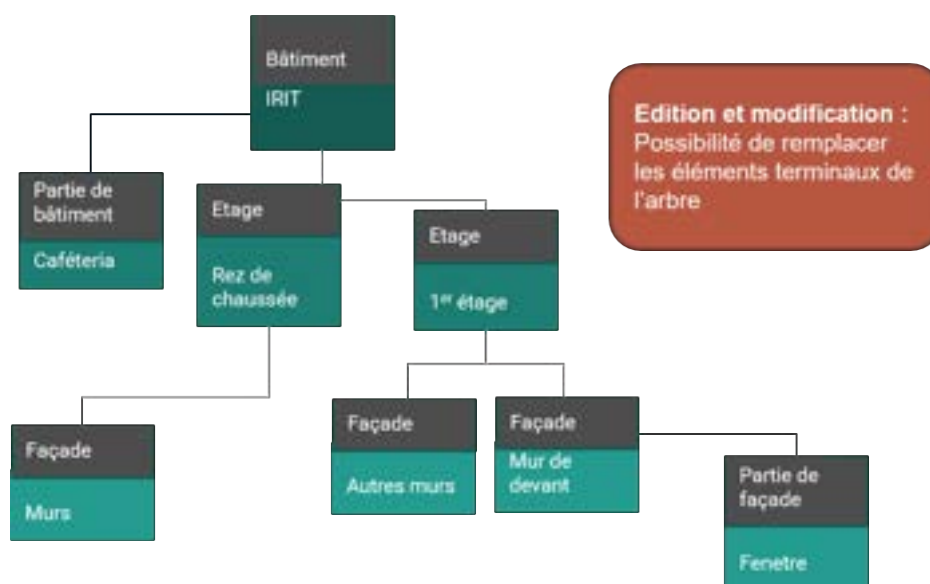 Bâtiment
IRIT
Edition et modification :
Possibilité de remplacer
les éléments terminaux de
l'arbre
Partie de
bâtiment
Caféteria
Etage
Rez de
chaussée
Etage
1er étage
Façade
Murs
Façade
Autres murs
Façade
Mur de
devant
Partie de
façade
Fenetre